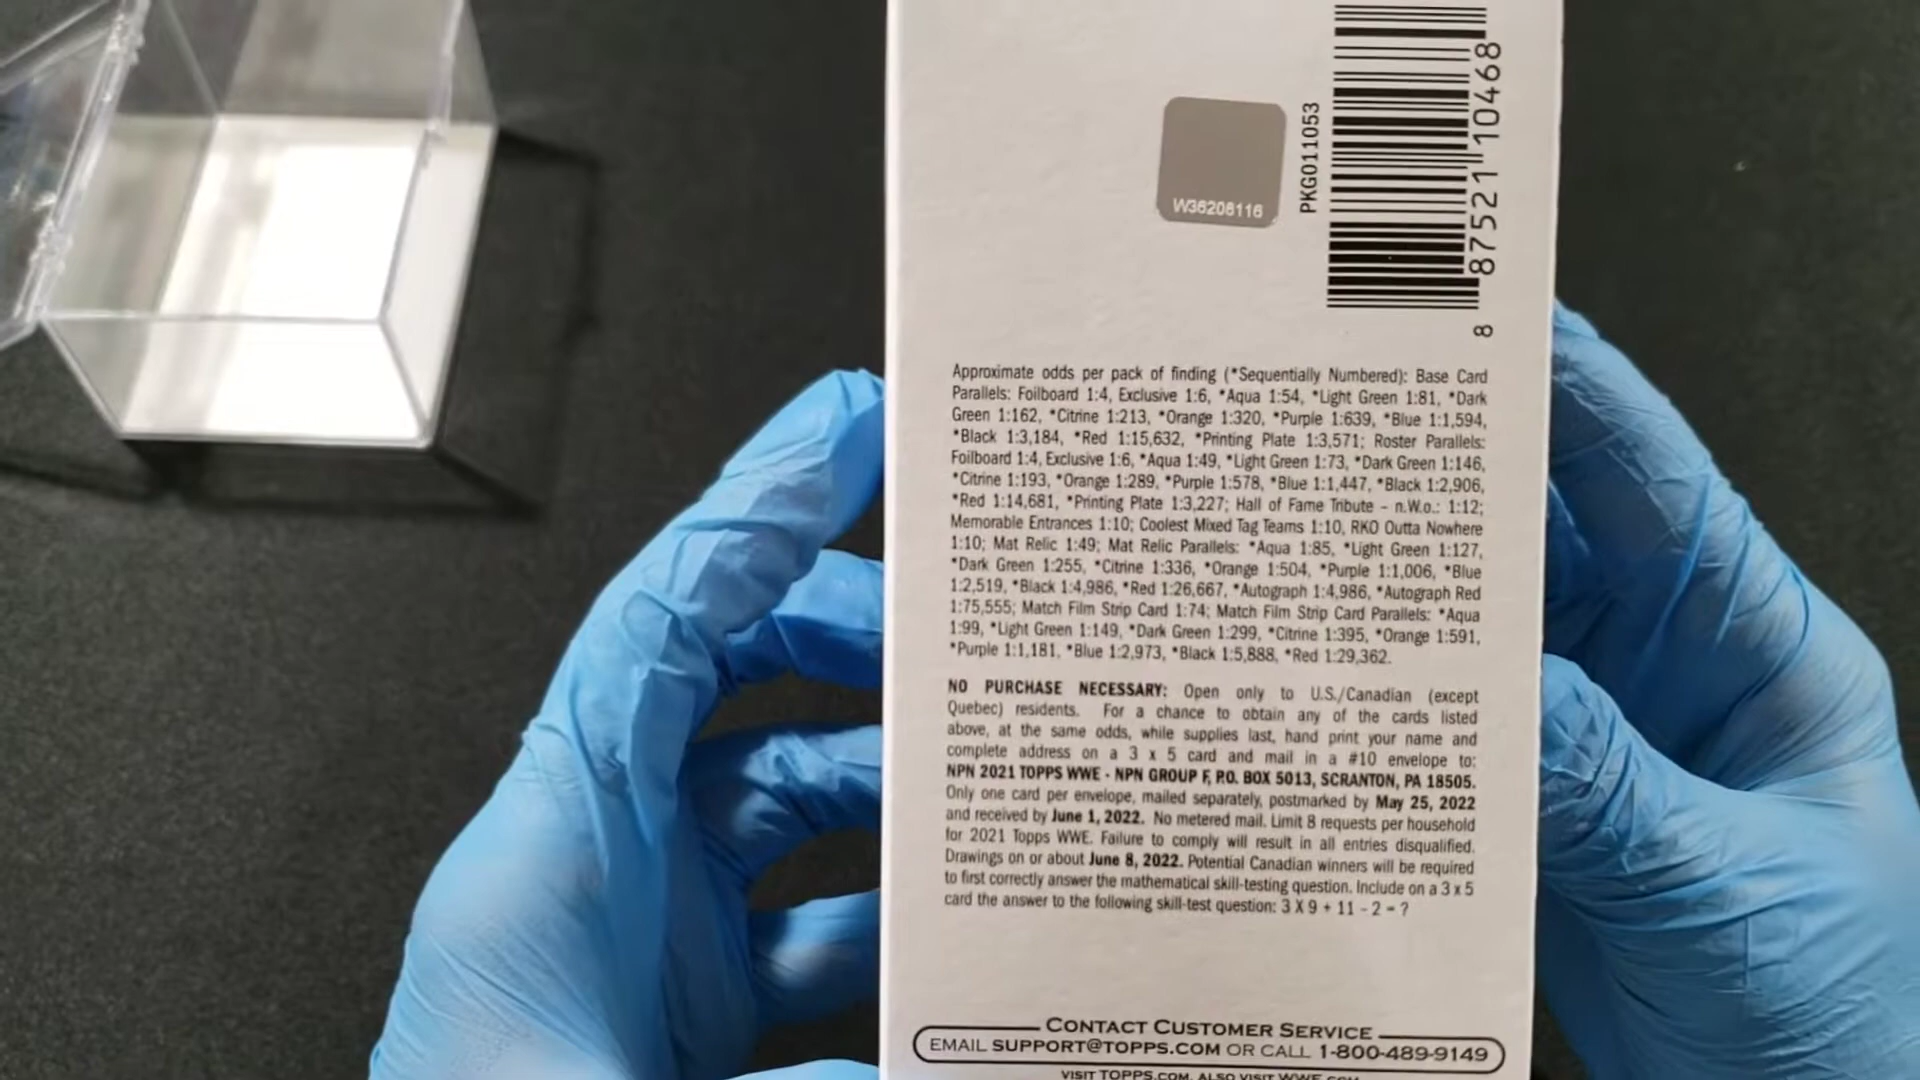 W36206116
PKG011053
8 87521 10468
Approximate odds per pack of finding (*Sequentially Numbered): Base Card
Parallels: Foilboard 1:4, Exclusive 1:6, *Aqua 1:54, *Light Green 1:81, *Dark
Green 1:162, *Citrine 1:213, *Orange 1:320, *Purple 1:639, *Blue 1:1,594,
*Black 1:3,184, *Red 1:15,632, *Printing Plate 1:3,571; Roster Parallels:
Foilboard 1:4, Exclusive 1:6, *Aqua 1:49, *Light Green 1:73, *Dark Green 1:146,
*Citrine 1:193, *Orange 1:289, *Purple 1:578, *Blue 1:1,447, *Black 1:2,906,
*Red 1:14,681, *Printing Plate 1:3,227; Hall of Fame Tribute – n.W.o.: 1:12;
Memorable Entrances 1:10; Coolest Mixed Tag Teams 1:10, RKO Outta Nowhere
1:10; Mat Relic 1:49; Mat Relic Parallels: *Aqua 1:85, *Light Green 1:127,
*Dark Green 1:255, *Citrine 1:336, *Orange 1:504, *Purple 1:1,006, *Blue
1:2,519, *Black 1:4,986, *Red 1:26,667, *Autograph 1:4,986, *Autograph Red
1:75,555; Match Film Strip Card 1:74; Match Film Strip Card Parallels: *Aqua
1:99, *Light Green 1:149, *Dark Green 1:299, *Citrine 1:395, *Orange 1:591,
*Purple 1:1,181, *Blue 1:2,973, *Black 1:5,888, *Red 1:29,362.
NO PURCHASE NECESSARY: Open only to U.S./Canadian (except
Quebec) residents. For a chance to obtain any of the cards listed
above, at the same odds, while supplies last, hand print your name and
complete address on a 3 x 5 card and mail in a #10 envelope to:
NPN 2021 TOPPS WWE - NPN GROUP F, P.O. BOX 5013, SCRANTON, PA 18505.
Only one card per envelope, mailed separately, postmarked by May 25, 2022
and received by June 1, 2022. No metered mail. Limit 8 requests per household
for 2021 Topps WWE. Failure to comply will result in all entries disqualified.
Drawings on or about June 8, 2022. Potential Canadian winners will be required
to first correctly answer the mathematical skill-testing question. Include on a 3 x 5
card the answer to the following skill-test question: 3 X 9 + 11 - 2 = ?
CONTACT CUSTOMER SERVICE
EMAIL SUPPORT@TOPPS.COM OR CALL 1-800-489-9149
VISIT TOPPS.COM. ALSO VISIT WWE.COM